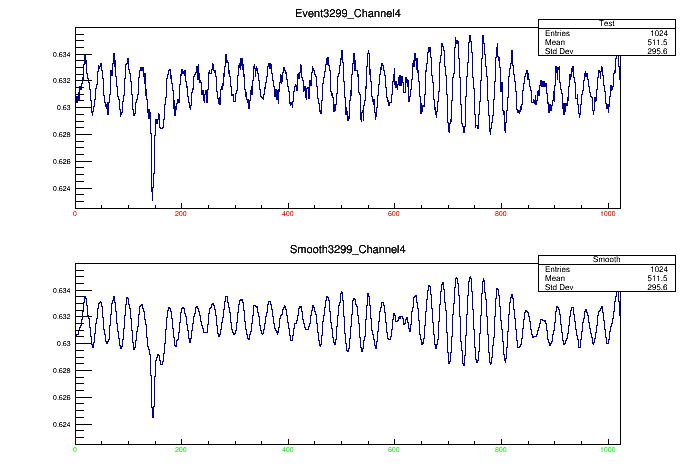 Event3299_Channel4
Test
Entries 1024
Mean 511.5
Std Dev 295.6
0.634
0.632
0.63
0.628
0.626
0.624
0 200 400 600 800 1000
Smooth3299_Channel4
Smooth
Entries 1024
Mean 511.5
Std Dev 295.6
0.634
0.632
0.63
0.628
0.626
0.624
0 200 400 600 800 1000